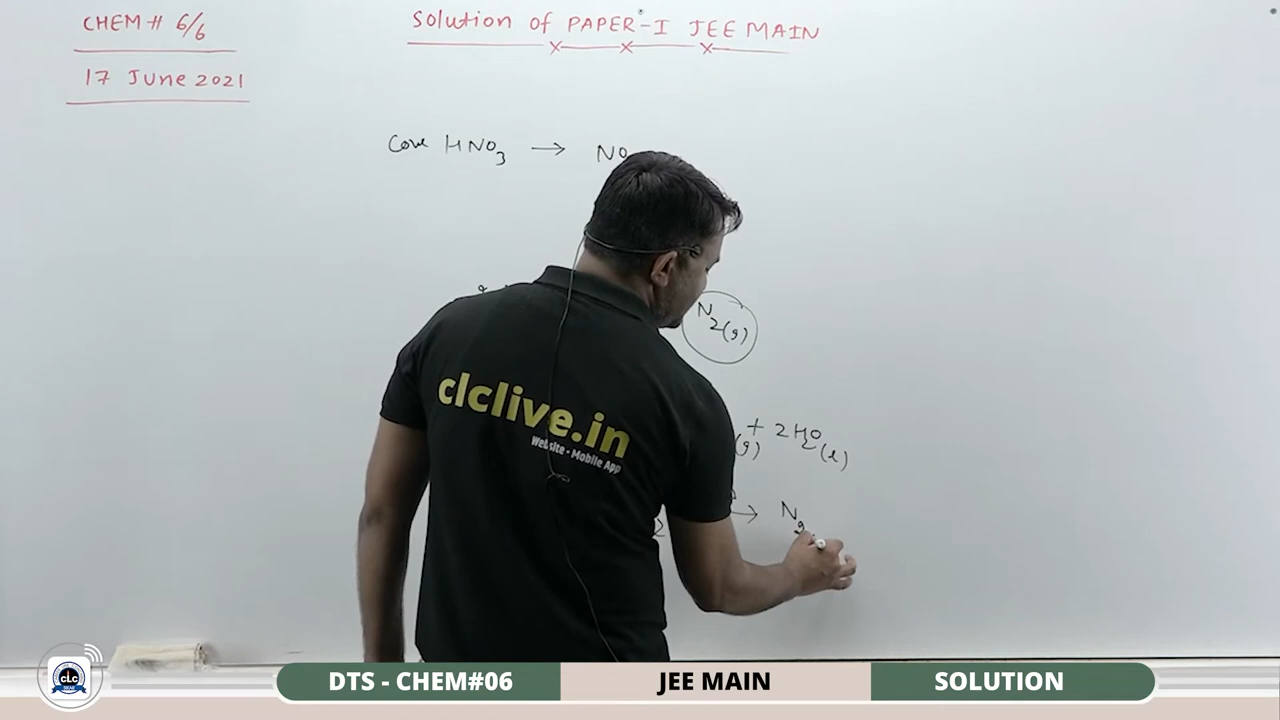 CHEM # 6/6
17 June 2021
Solution of PAPER-I JEE MAIN
Conc HNO3 → NO
N2(g)
(g) + 2H2O(l)
→ N2
clclive.in
Website - Mobile App
CLC
DTS - CHEM#06
JEE MAIN
SOLUTION